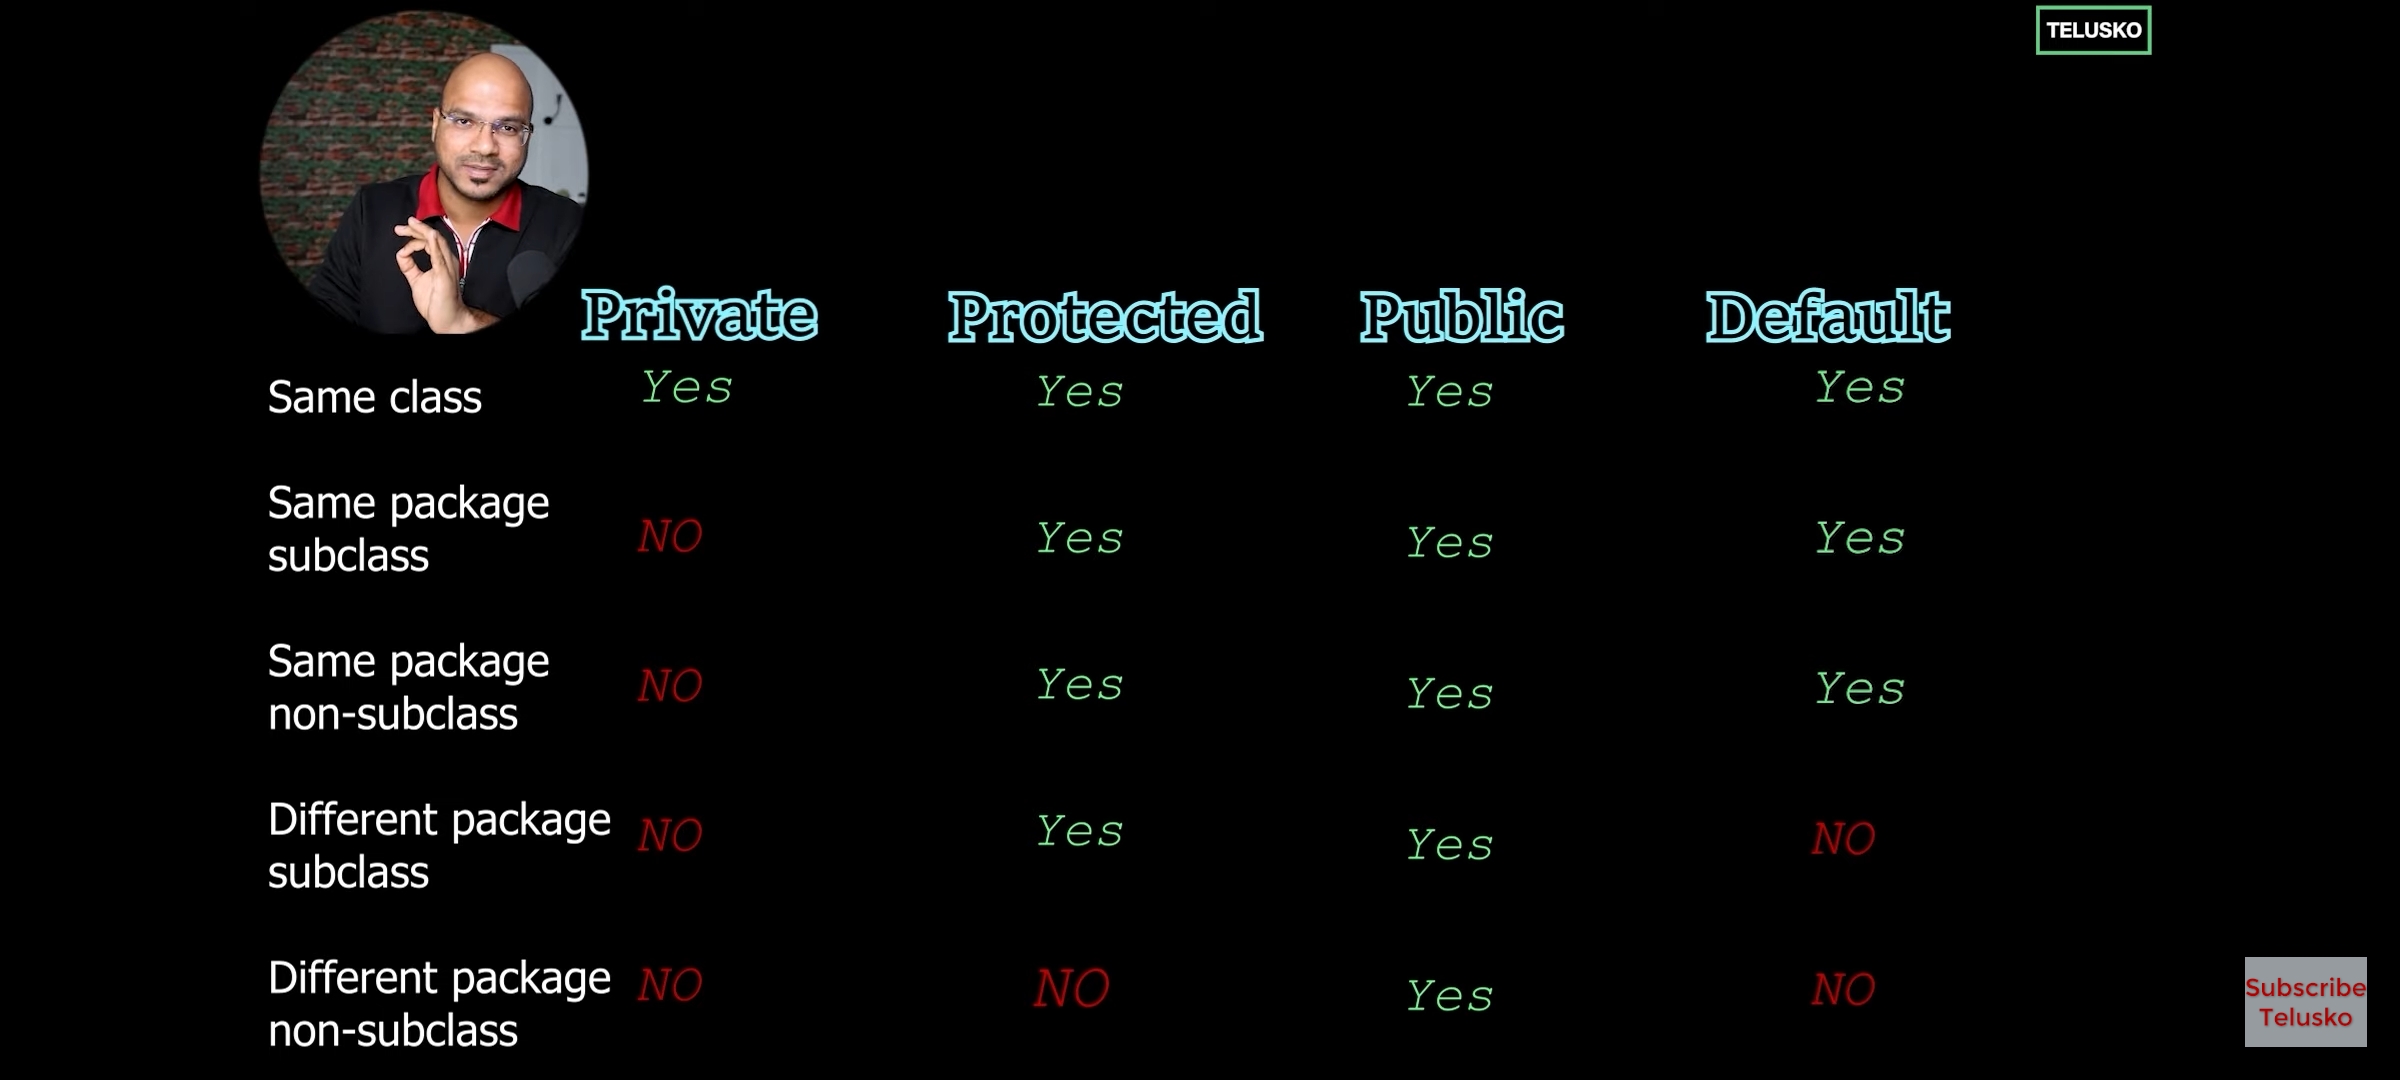 TELUSKO
Private Protected Public Default
Same class Yes Yes Yes Yes
Same package
subclass NO Yes Yes Yes
Same package
non-subclass NO Yes Yes Yes
Different package
subclass NO Yes Yes NO
Different package
non-subclass NO NO Yes NO
Subscribe
Telusko